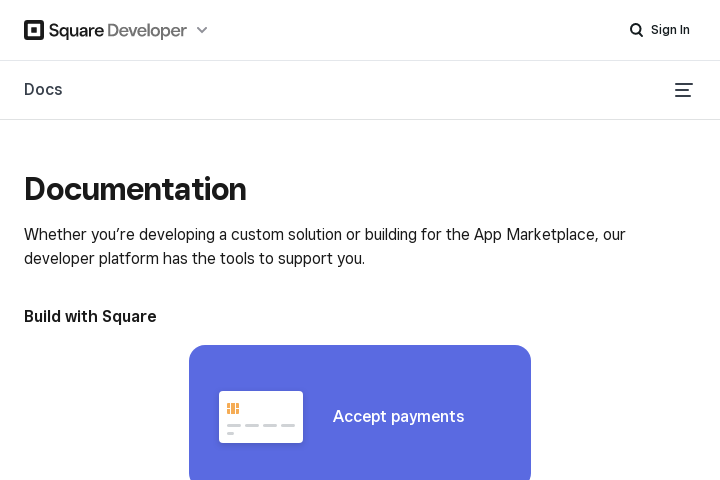 Square Developer
Sign In
Docs
Documentation
Whether you’re developing a custom solution or building for the App Marketplace, our
developer platform has the tools to support you.
Build with Square
Accept payments